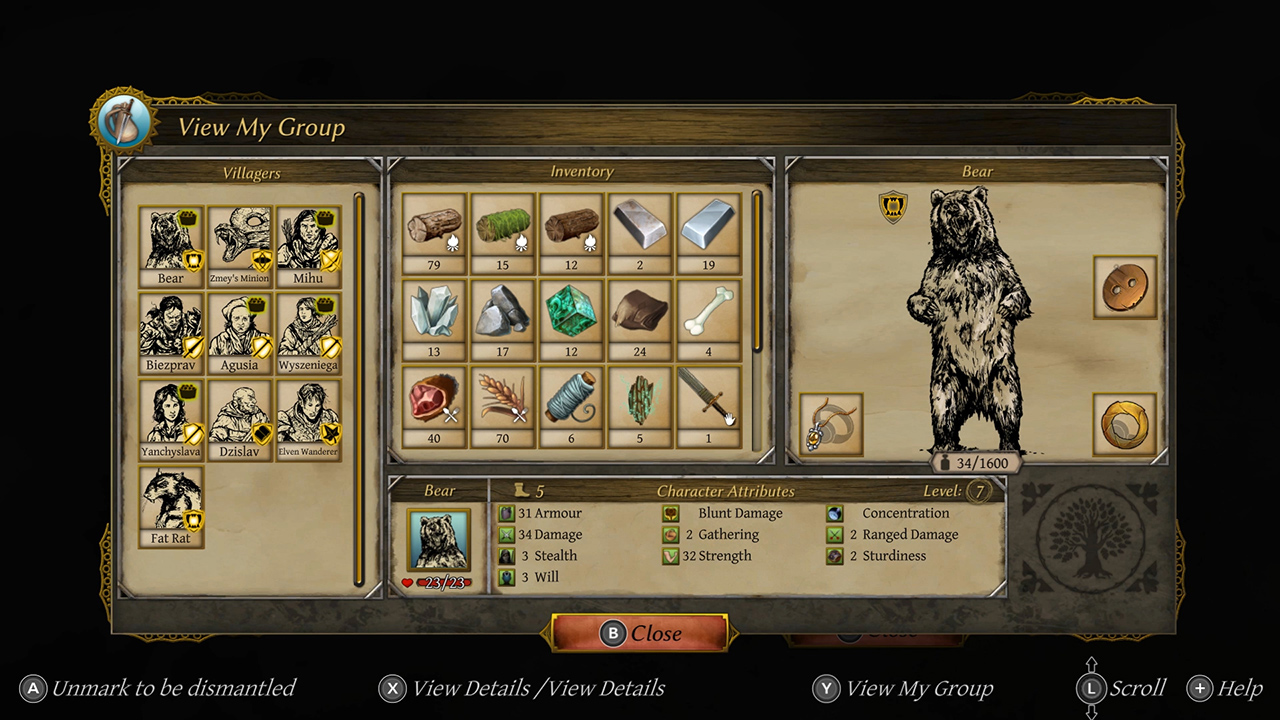 View My Group
Villagers
Bear
Zmey's Minion
Mihu
Biezprav
Agusia
Wyszeniega
Yanchyslava
Dzislav
Elven Wanderer
Fat Rat
Inventory
79 15 12 2 19
13 17 12 24 4
40 70 6 5 1
Bear
34/1600
Bear
23/23
5 Character Attributes Level: 7
31 Armour
34 Damage
3 Stealth
3 Will
Blunt Damage
2 Gathering
32 Strength
Concentration
2 Ranged Damage
2 Sturdiness
B Close
A Unmark to be dismantled
X View Details /View Details
Y View My Group
L Scroll
+ Help